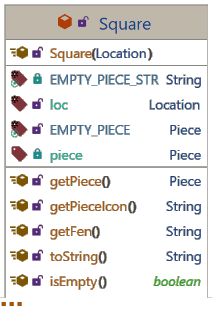 Square
Square(Location)
EMPTY_PIECE_STR String
loc Location
EMPTY_PIECE Piece
piece Piece
getPiece() Piece
getPieceIcon() String
getFen() String
toString() String
isEmpty() boolean